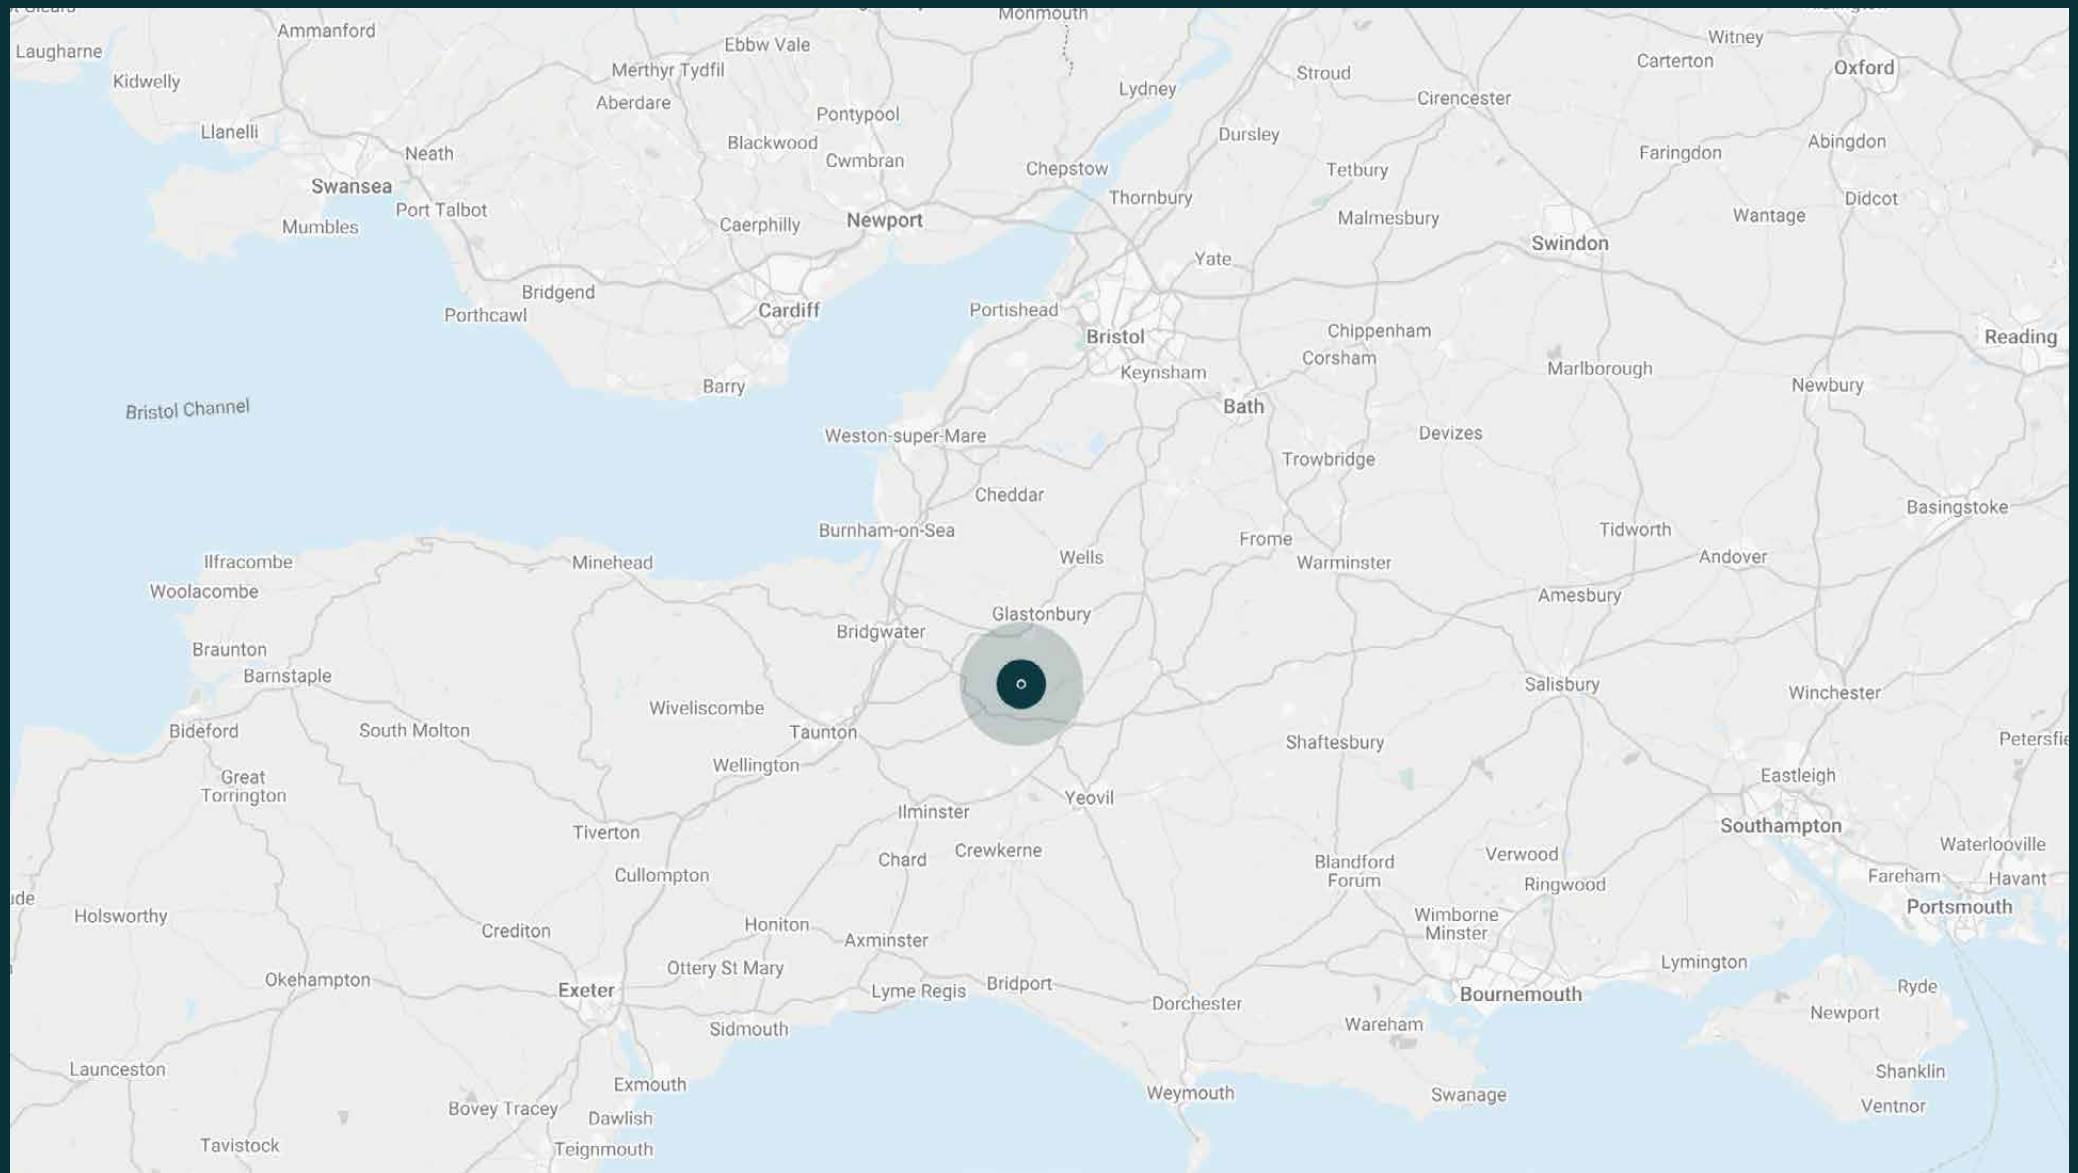 Monmouth
Ammanford
Ebbw Vale
Witney
Laugharne
Merthyr Tydfil
Stroud
Carterton
Oxford
Kidwelly
Aberdare
Lydney
Cirencester
Pontypool
Llanelli
Blackwood
Dursley
Abingdon
Neath
Cwmbran
Faringdon
Chepstow
Tetbury
Swansea
Port Talbot
Thornbury
Didcot
Mumbles
Caerphilly
Newport
Malmesbury
Wantage
Swindon
Yate
Bridgend
Porthcawl
Cardiff
Portishead
Bristol
Chippenham
Reading
Corsham
Keynsham
Marlborough
Barry
Newbury
Bristol Channel
Bath
Weston-super-Mare
Devizes
Trowbridge
Cheddar
Basingstoke
Burnham-on-Sea
Tidworth
Frome
Ilfracombe
Minehead
Wells
Warminster
Andover
Woolacombe
Amesbury
Glastonbury
Bridgwater
Braunton
Barnstaple
Salisbury
Winchester
Wiveliscombe
Bideford
South Molton
Taunton
Shaftesbury
Petersfie
Wellington
Great
Torrington
Eastleigh
Yeovil
Ilminster
Tiverton
Southampton
Crewkerne
Chard
Verwood
Waterlooville
Blandford
Forum
Cullompton
Ringwood
Fareham
Havant
Holsworthy
Portsmouth
Crediton
Honiton
Axminster
Wimborne
Minster
Okehampton
Ottery St Mary
Lymington
Exeter
Lyme Regis
Bridport
Dorchester
Bournemouth
Ryde
Sidmouth
Wareham
Newport
Launceston
Exmouth
Weymouth
Swanage
Shanklin
Bovey Tracey
Dawlish
Ventnor
Tavistock
Teignmouth